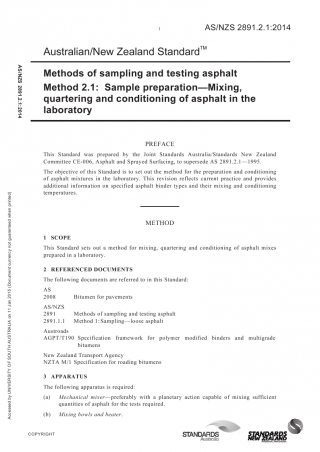 1
AS/NZS 2891.2.1:2014
Australian/New Zealand Standard™
Methods of sampling and testing asphalt
Method 2.1: Sample preparation—Mixing,
quartering and conditioning of asphalt in the
laboratory
PREFACE
This Standard was prepared by the Joint Standards Australia/Standards New Zealand
Committee CE-006, Asphalt and Sprayed Surfacing, to supersede AS 2891.2.1—1995.
The objective of this Standard is to set out the method for the preparation and conditioning
of asphalt mixtures in the laboratory. This revision reflects current practice and provides
additional information on specified asphalt binder types and their mixing and conditioning
temperatures.
METHOD
1 SCOPE
This Standard sets out a method for mixing, quartering and conditioning of asphalt mixes
prepared in a laboratory.
2 REFERENCED DOCUMENTS
The following documents are referred to in this Standard:
AS
2008 Bitumen for pavements
AS/NZS
2891 Methods of sampling and testing asphalt
2891.1.1 Method 1: Sampling—loose asphalt
Austroads
AGPT/T190 Specification framework for polymer modified binders and multigrade
bitumens
New Zealand Transport Agency
NZTA M/1 Specification for roading bitumens
3 APPARATUS
The following apparatus is required:
(a) Mechanical mixer—preferably with a planetary action capable of mixing sufficient
quantities of asphalt for the tests required.
(b) Mixing bowls and heater.
COPYRIGHT
STANDARDS
Australia
STANDARDS
NEW ZEALAND
AS/NZS 2891.2.1:2014
Accessed by UNIVERSITY OF SOUTH AUSTRALIA on 11 Jan 2015 (Document currency not guaranteed when printed)